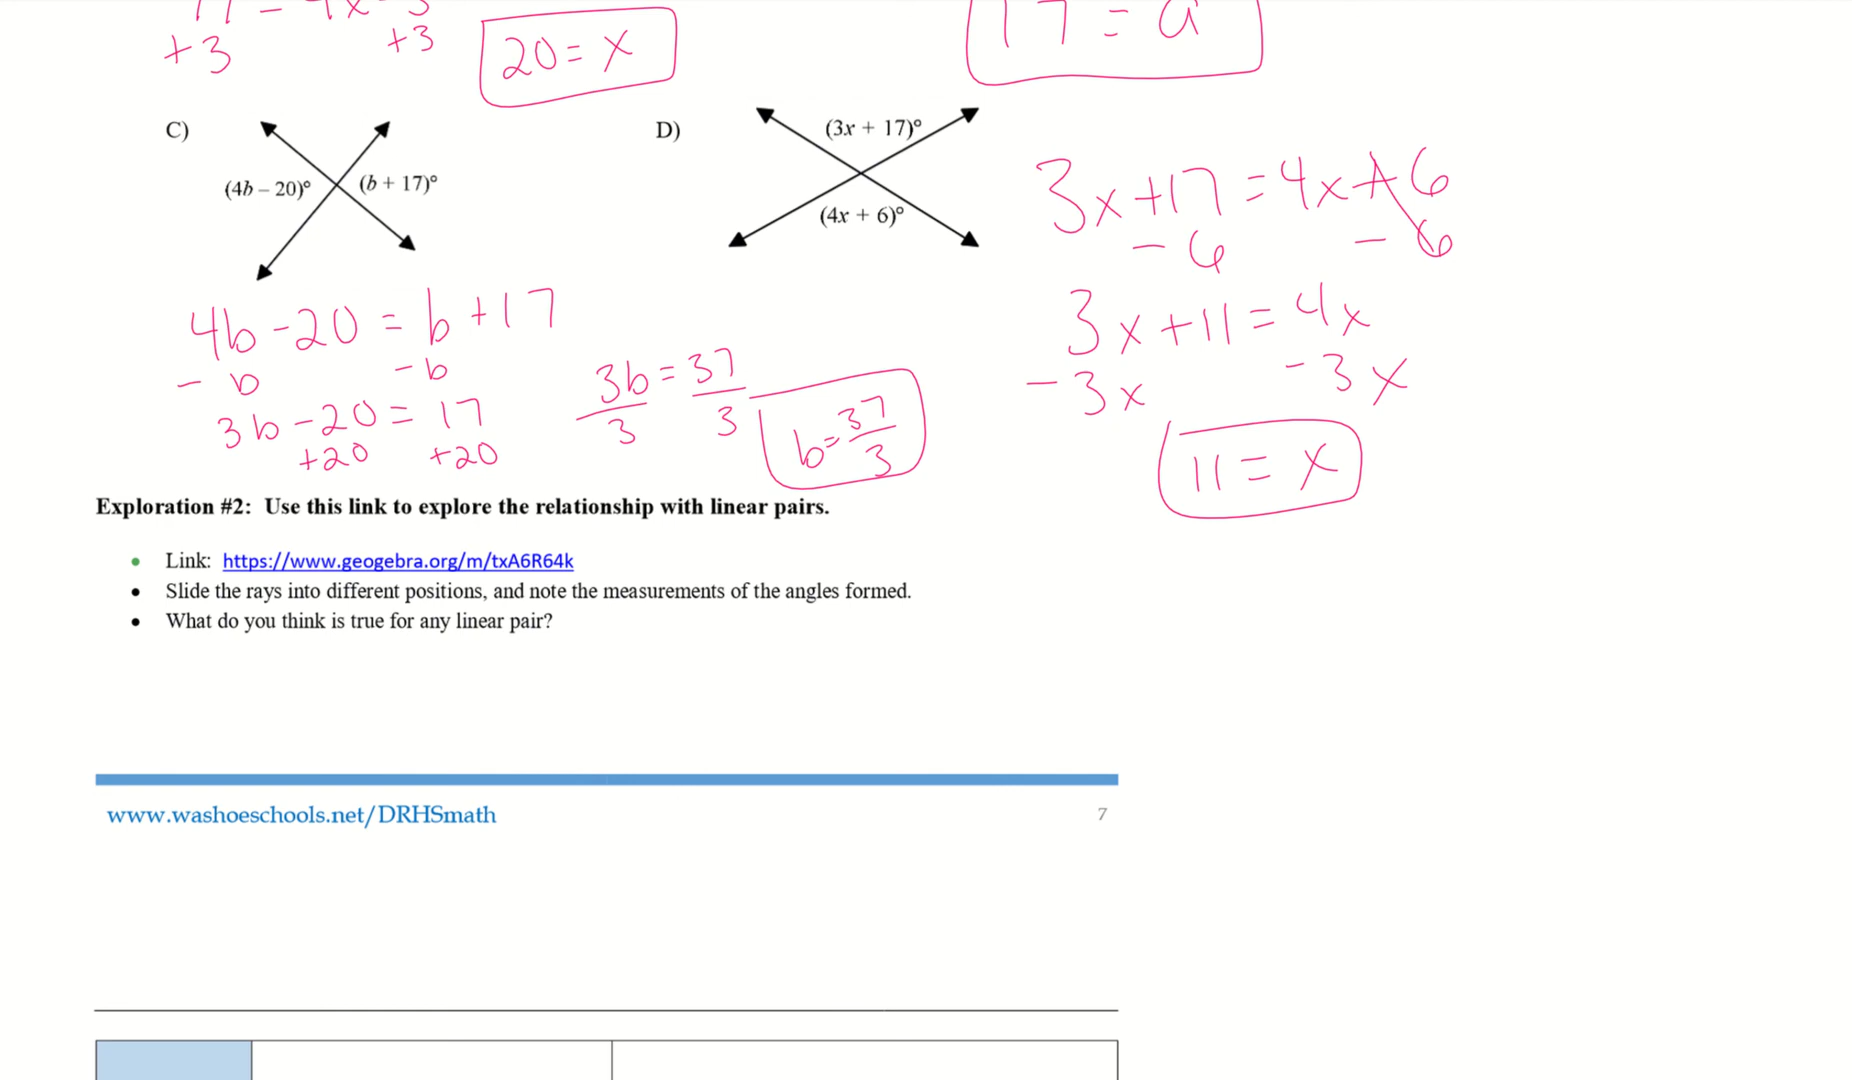 +3 +3 20 = x 17 = a
C) D)
(4b – 20)° (b + 17)°
(3x + 17)°
(4x + 6)°
3x+17 = 4x+6
- 6 - 6
3x+11 = 4x
-3x -3x
11 = x
4b-20 = b+17
- b - b
3b-20 = 17
+20 +20
3b = 37
3 3
b = 37
3
Exploration #2: Use this link to explore the relationship with linear pairs.
• Link: https://www.geogebra.org/m/txA6R64k
• Slide the rays into different positions, and note the measurements of the angles formed.
• What do you think is true for any linear pair?
www.washoeschools.net/DRHSmath 7